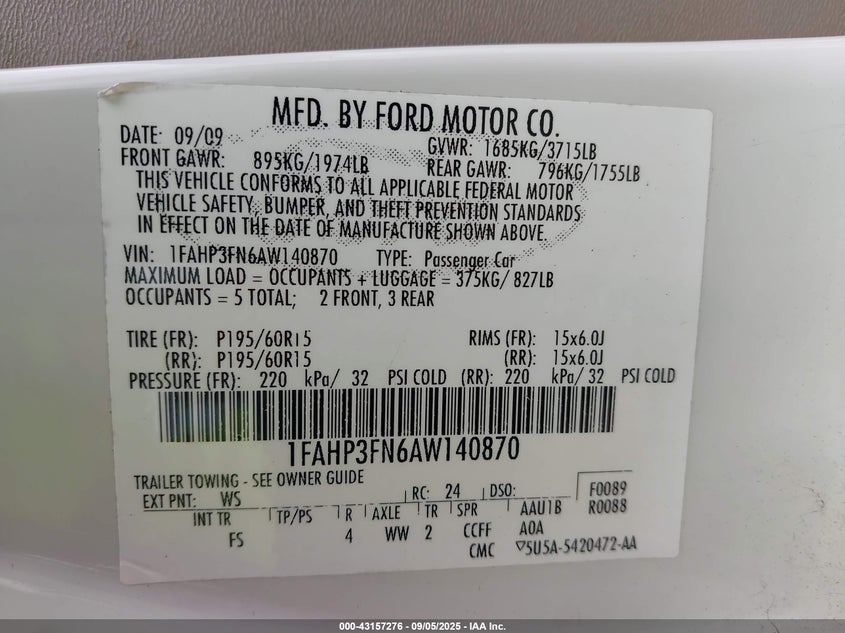 MFD. BY FORD MOTOR CO.
DATE: 09/09 GVWR: 1685KG/3715LB
FRONT GAWR: 895KG/1974LB REAR GAWR: 796KG/1755LB
THIS VEHICLE CONFORMS TO ALL APPLICABLE FEDERAL MOTOR
VEHICLE SAFETY, BUMPER, AND THEFT PREVENTION STANDARDS
IN EFFECT ON THE DATE OF MANUFACTURE SHOWN ABOVE.
VIN: 1FAHP3FN6AW140870 TYPE: Passenger Car
MAXIMUM LOAD = OCCUPANTS + LUGGAGE = 375KG/ 827LB
OCCUPANTS = 5 TOTAL; 2 FRONT, 3 REAR
TIRE (FR): P195/60R15 RIMS (FR): 15x6.0J
(RR): P195/60R15 (RR): 15x6.0J
PRESSURE (FR): 220 kPa/ 32 PSI COLD (RR): 220 kPa/ 32 PSI COLD
1FAHP3FN6AW140870
TRAILER TOWING - SEE OWNER GUIDE
EXT PNT: WS RC: 24 DSO: F0089
INT TR TP/PS R AXLE TR SPR AAU1B R0088
FS 4 WW 2 CCFF AOA
CMC 5U5A-5420472-AA
000-43157276 - 09/05/2025 - IAA Inc.